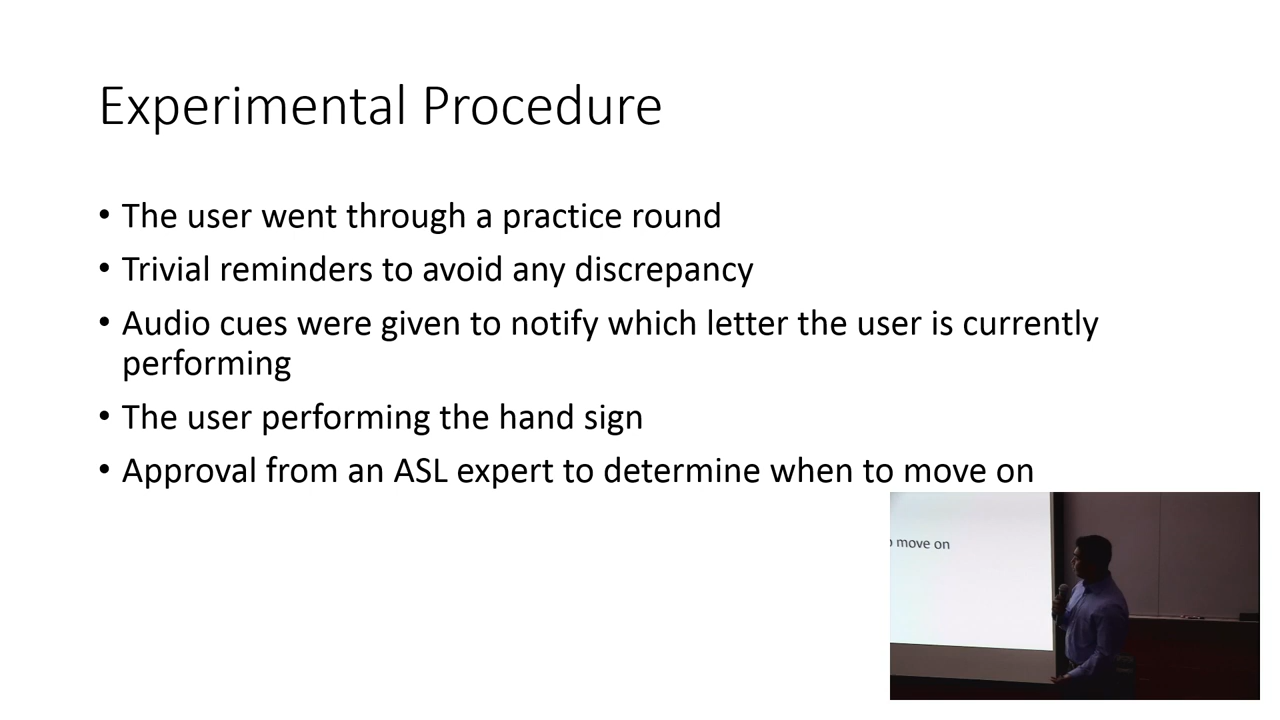 Experimental Procedure
• The user went through a practice round
• Trivial reminders to avoid any discrepancy
• Audio cues were given to notify which letter the user is currently
performing
• The user performing the hand sign
• Approval from an ASL expert to determine when to move on
move on